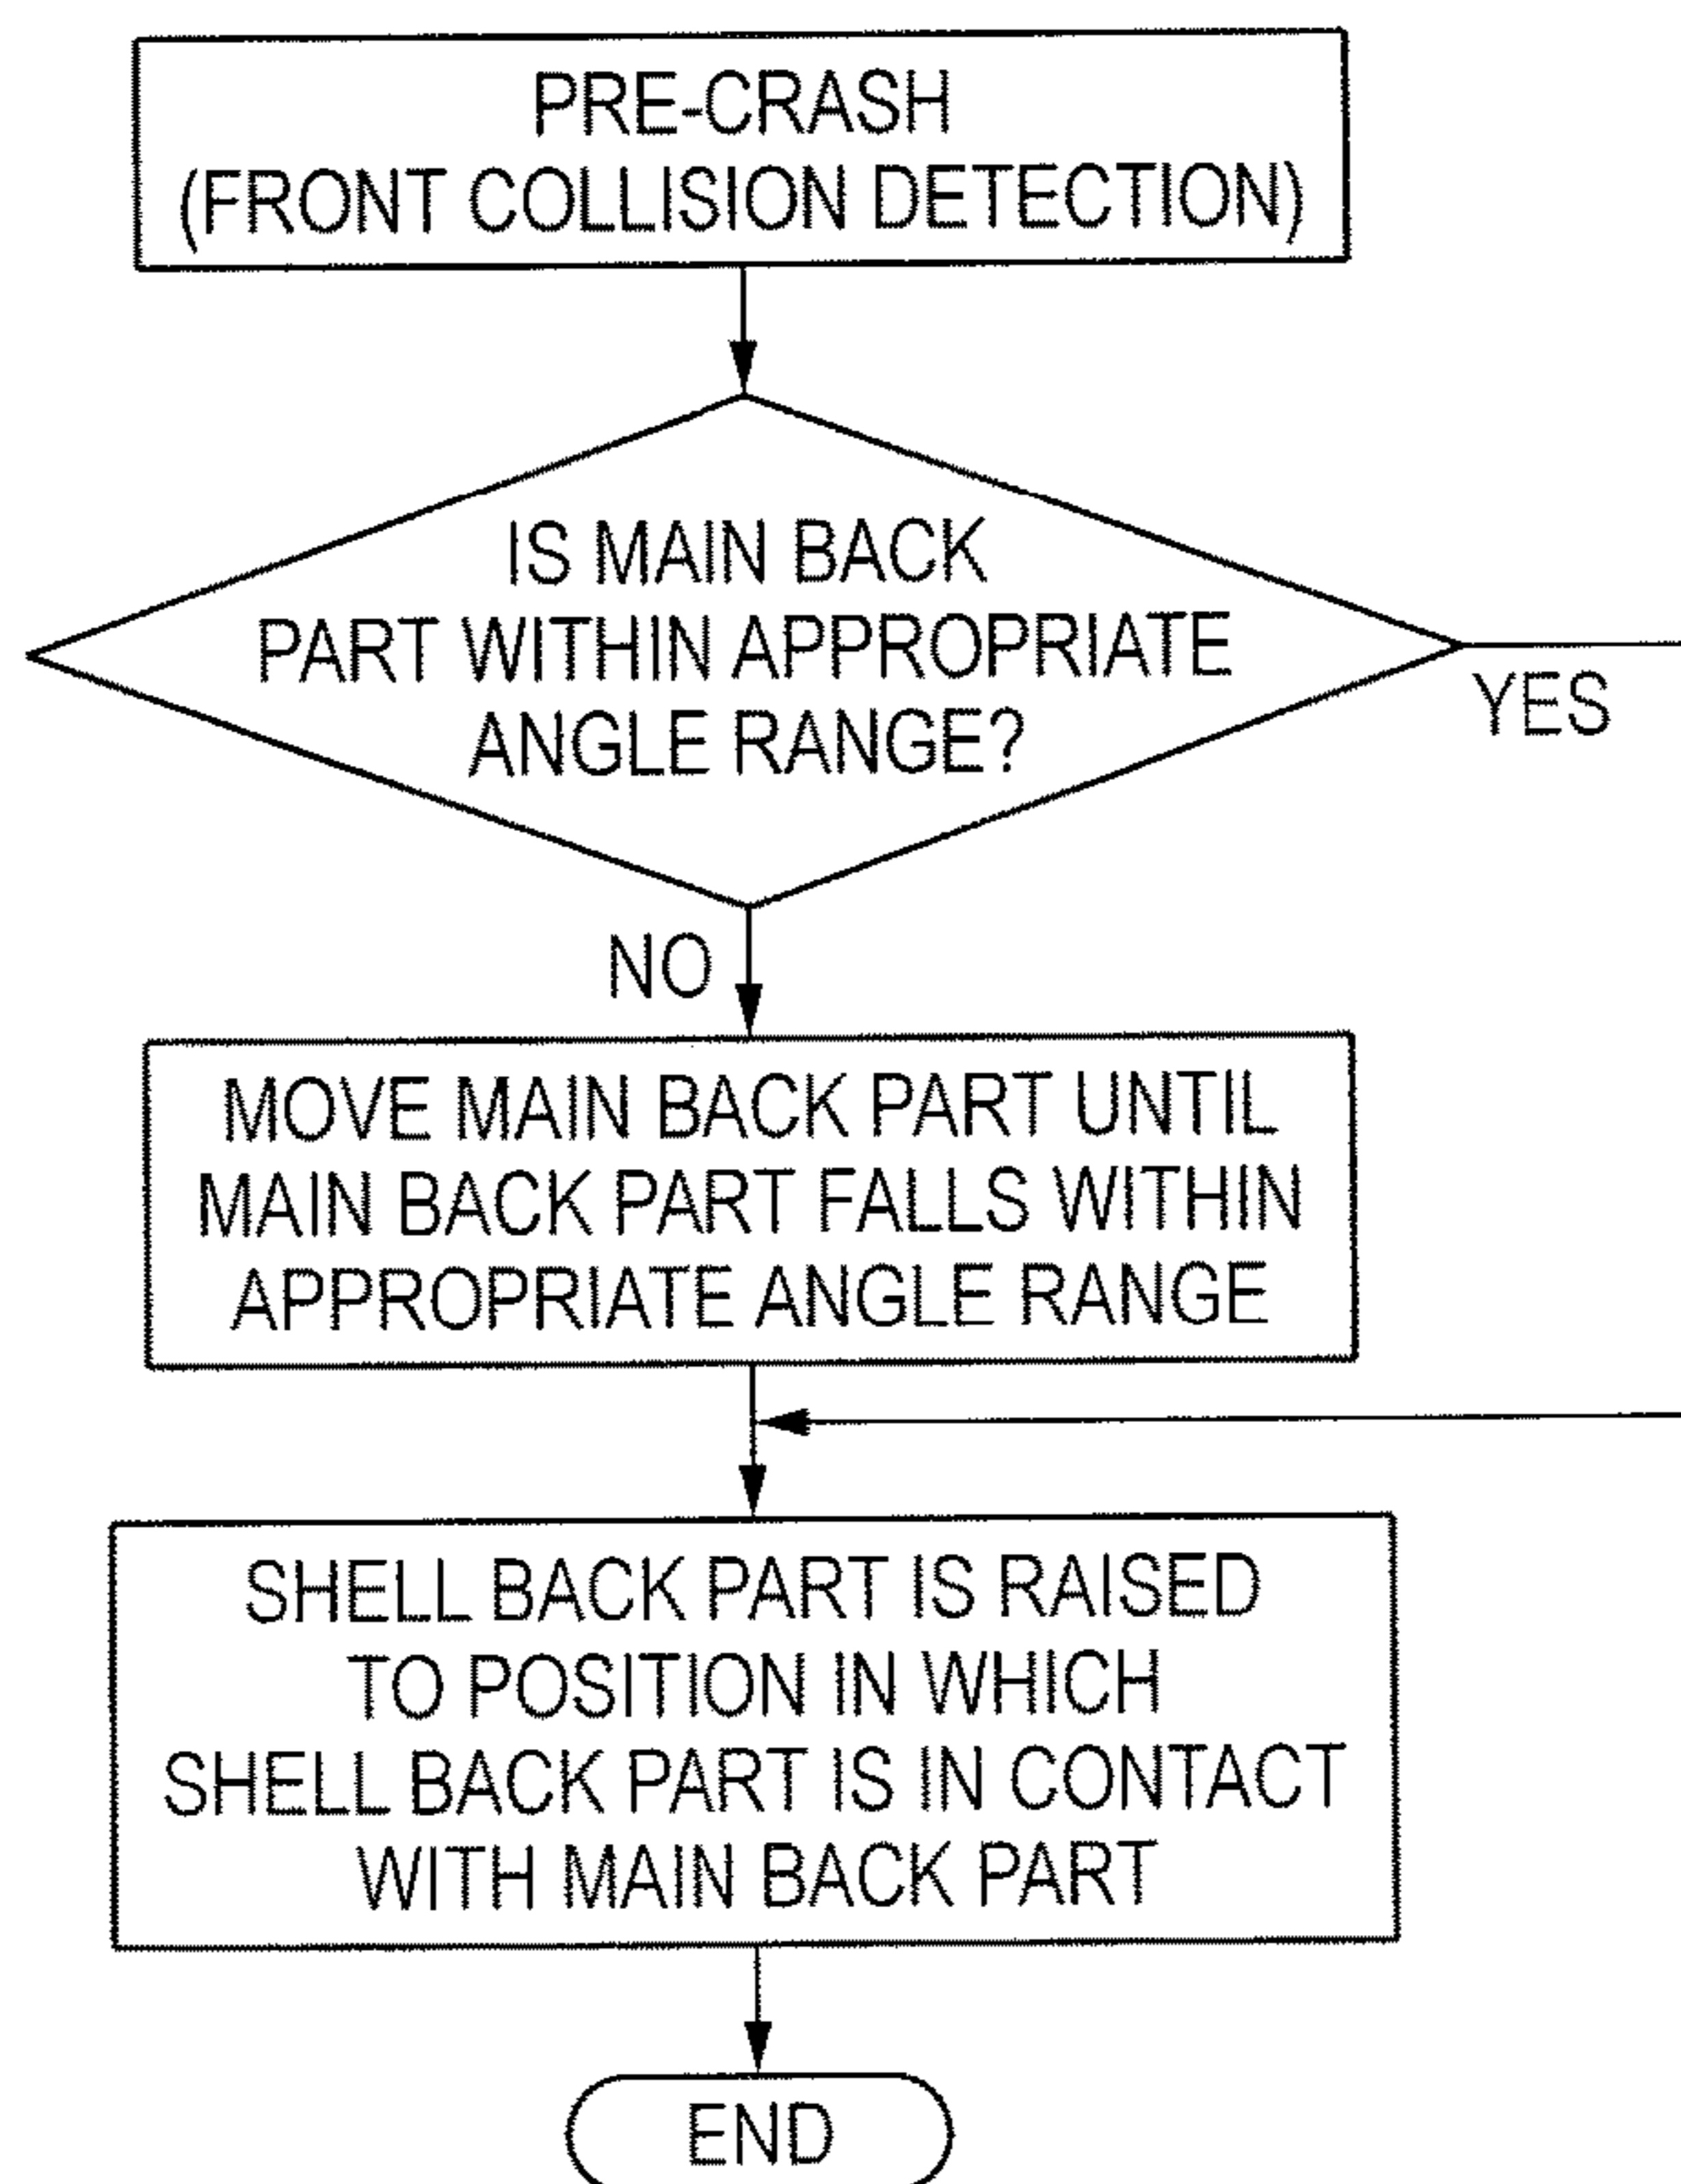 PRE-CRASH
(FRONT COLLISION DETECTION)
IS MAIN BACK
PART WITHIN APPROPRIATE
ANGLE RANGE?
YES
NO
MOVE MAIN BACK PART UNTIL
MAIN BACK PART FALLS WITHIN
APPROPRIATE ANGLE RANGE
SHELL BACK PART IS RAISED
TO POSITION IN WHICH
SHELL BACK PART IS IN CONTACT
WITH MAIN BACK PART
END